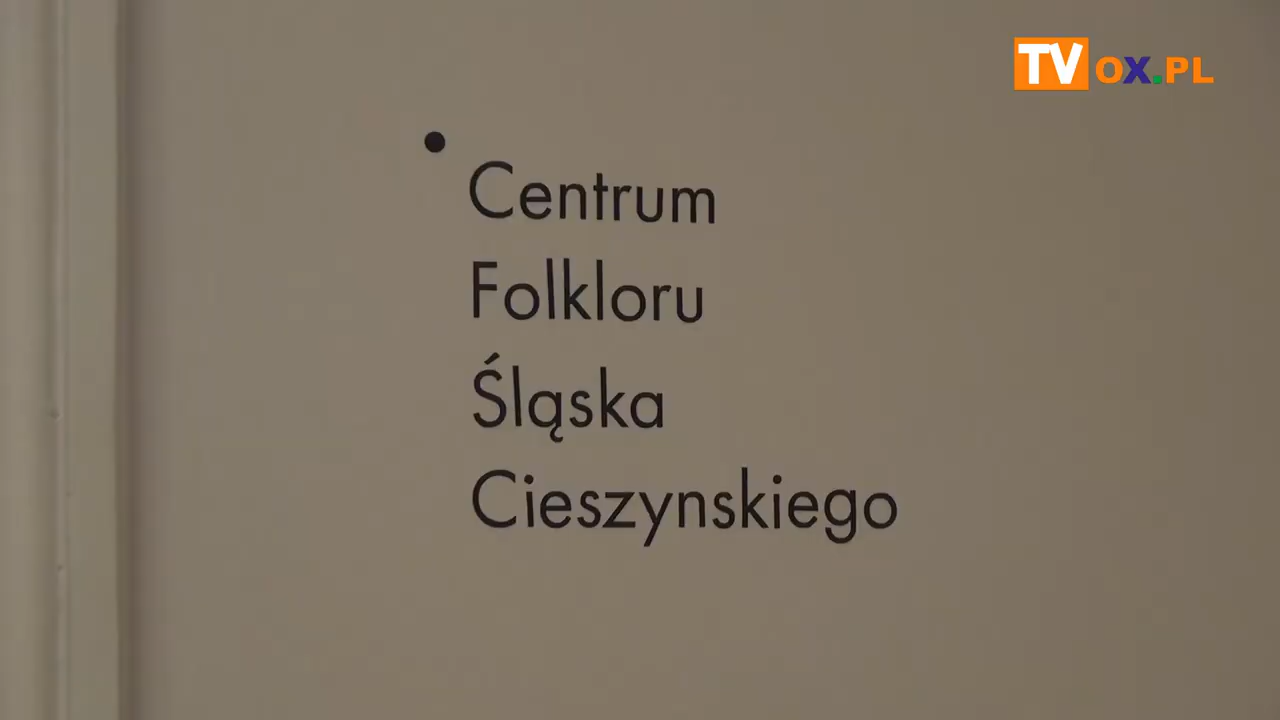 TVOX.PL
• Centrum
Folkloru
Śląska
Cieszynskiego